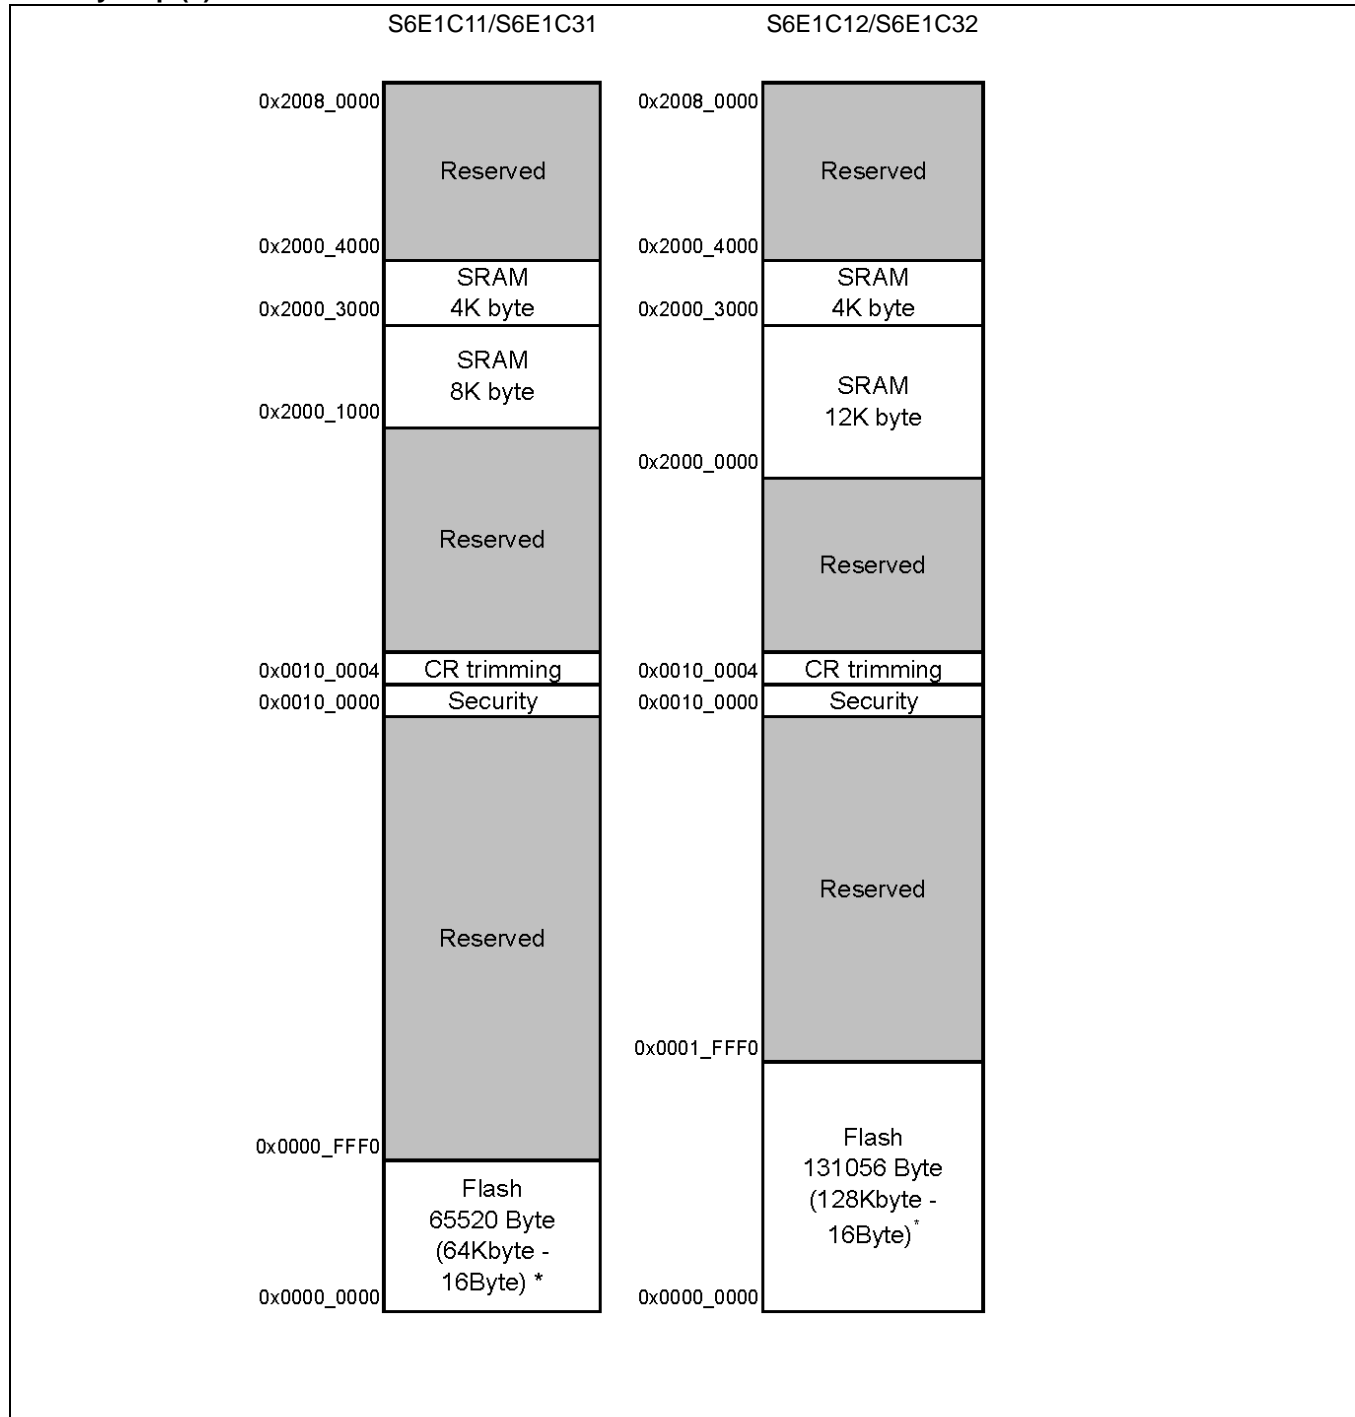 S6E1C11/S6E1C31
0x2008_0000
Reserved
0x2000_4000
SRAM
4K byte
0x2000_3000
SRAM
8K byte
0x2000_1000
Reserved
0x0010_0004
CR trimming
0x0010_0000
Security
Reserved
0x0000_FFF0
Flash
65520 Byte
(64Kbyte -
16Byte) *
0x0000_0000
S6E1C12/S6E1C32
0x2008_0000
Reserved
0x2000_4000
SRAM
4K byte
0x2000_3000
SRAM
12K byte
0x2000_0000
Reserved
0x0010_0004
CR trimming
0x0010_0000
Security
Reserved
0x0001_FFF0
Flash
131056 Byte
(128Kbyte -
16Byte)*
0x0000_0000